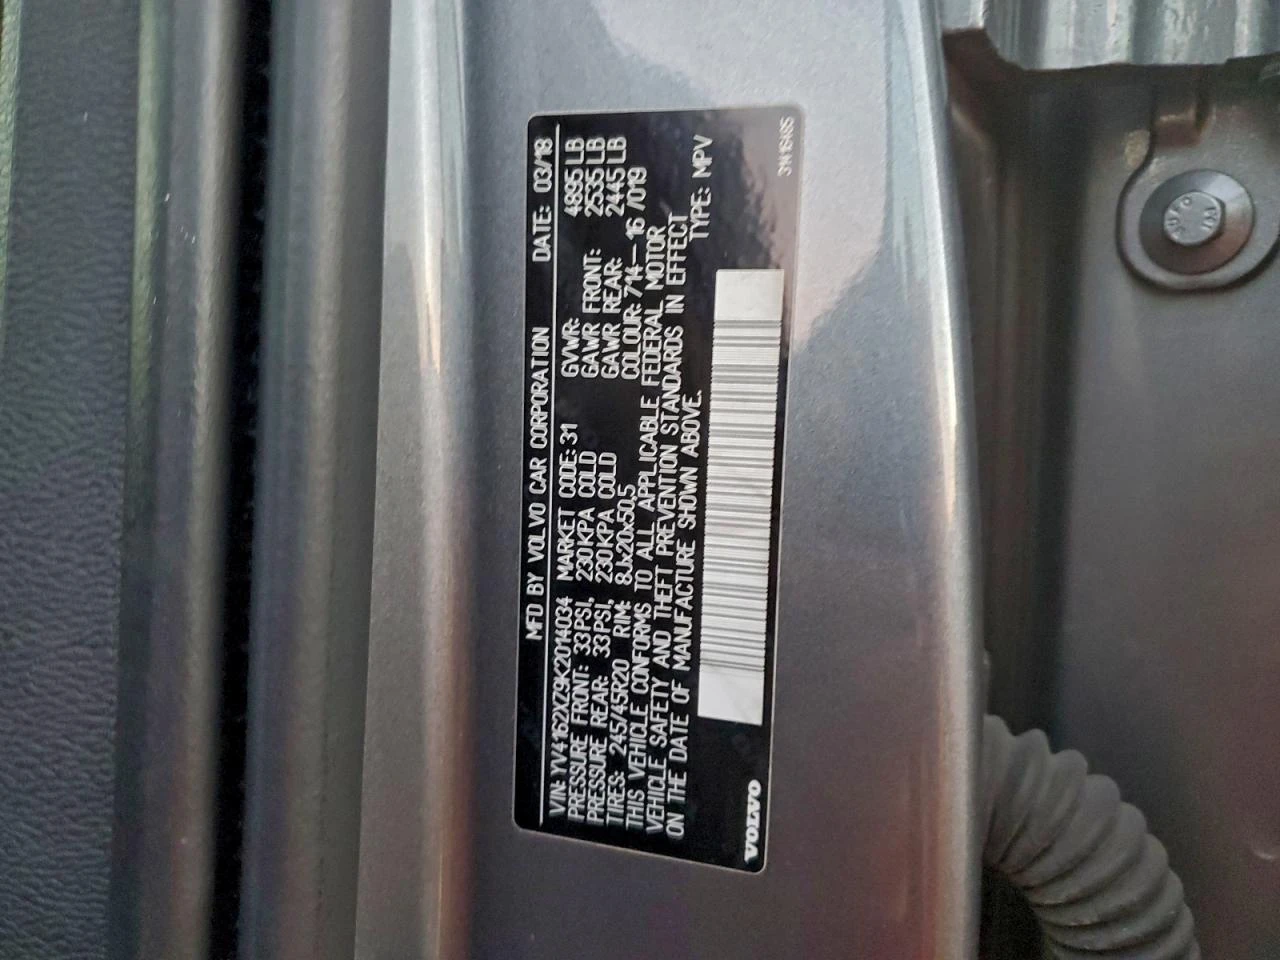 MFD BY VOLVO CAR CORPORATION DATE: 03/18
VIN: YV4162XZ9K2014034 MARKET CODE: 31 GVWR: 4895 LB
PRESSURE FRONT: 33PSI, 230KPA COLD GAWR FRONT: 2535 LB
PRESSURE REAR: 33PSI, 230KPA COLD GAWR REAR: 2445 LB
TIRES: 245/45R20 RIM: 8Jx20x50,5 COLOUR: 714-16 /019
THIS VEHICLE CONFORMS TO ALL APPLICABLE FEDERAL MOTOR
VEHICLE SAFETY AND THEFT PREVENTION STANDARDS IN EFFECT
ON THE DATE OF MANUFACTURE SHOWN ABOVE. TYPE: MPV
VOLVO
31416485